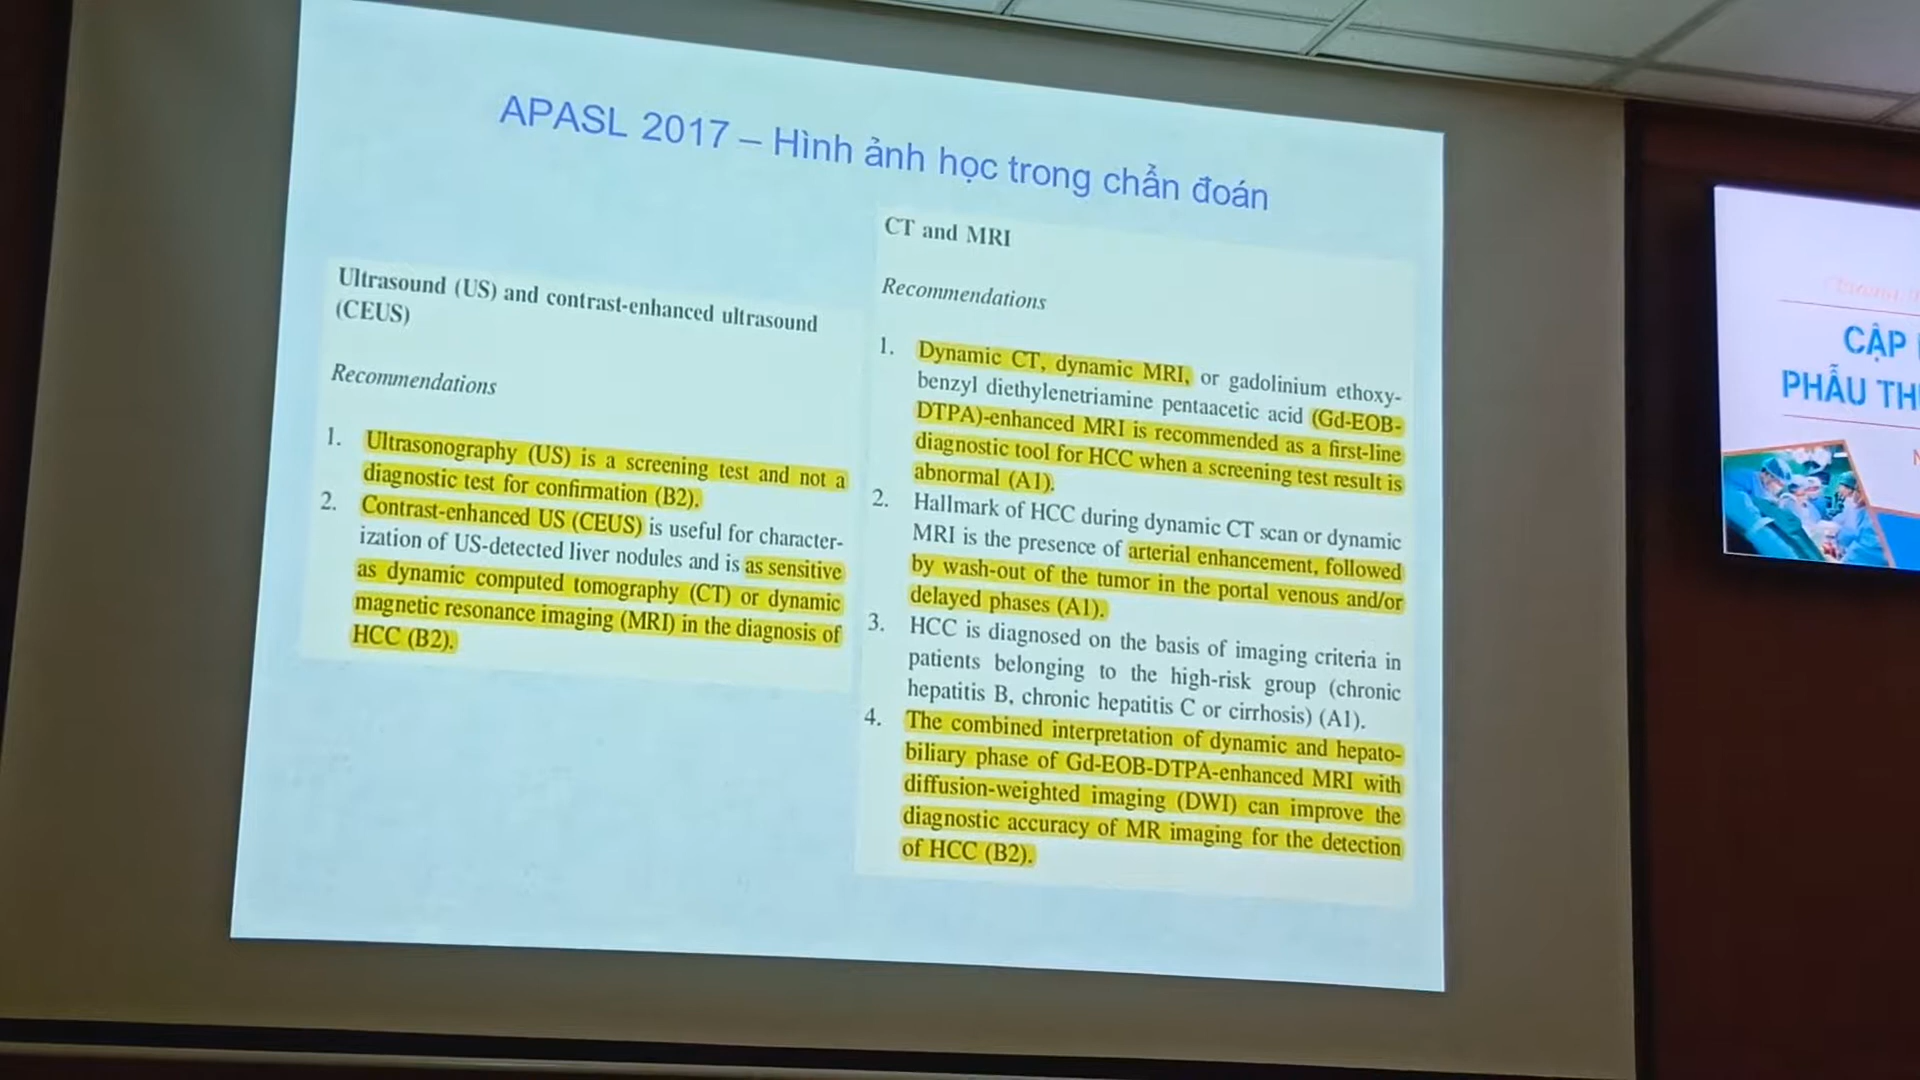 APASL 2017 – Hình ảnh học trong chẩn đoán
Ultrasound (US) and contrast-enhanced ultrasound
(CEUS)
Recommendations
1. Ultrasonography (US) is a screening test and not a
diagnostic test for confirmation (B2).
2. Contrast-enhanced US (CEUS) is useful for character-
ization of US-detected liver nodules and is as sensitive
as dynamic computed tomography (CT) or dynamic
magnetic resonance imaging (MRI) in the diagnosis of
HCC (B2).
CT and MRI
Recommendations
1. Dynamic CT, dynamic MRI, or gadolinium ethoxy-
benzyl diethylenetriamine pentaacetic acid (Gd-EOB-
DTPA)-enhanced MRI is recommended as a first-line
diagnostic tool for HCC when a screening test result is
abnormal (A1).
2. Hallmark of HCC during dynamic CT scan or dynamic
MRI is the presence of arterial enhancement, followed
by wash-out of the tumor in the portal venous and/or
delayed phases (A1).
3. HCC is diagnosed on the basis of imaging criteria in
patients belonging to the high-risk group (chronic
hepatitis B, chronic hepatitis C or cirrhosis) (A1).
4. The combined interpretation of dynamic and hepato-
biliary phase of Gd-EOB-DTPA-enhanced MRI with
diffusion-weighted imaging (DWI) can improve the
diagnostic accuracy of MR imaging for the detection
of HCC (B2).
CẬP
PHẪU TH